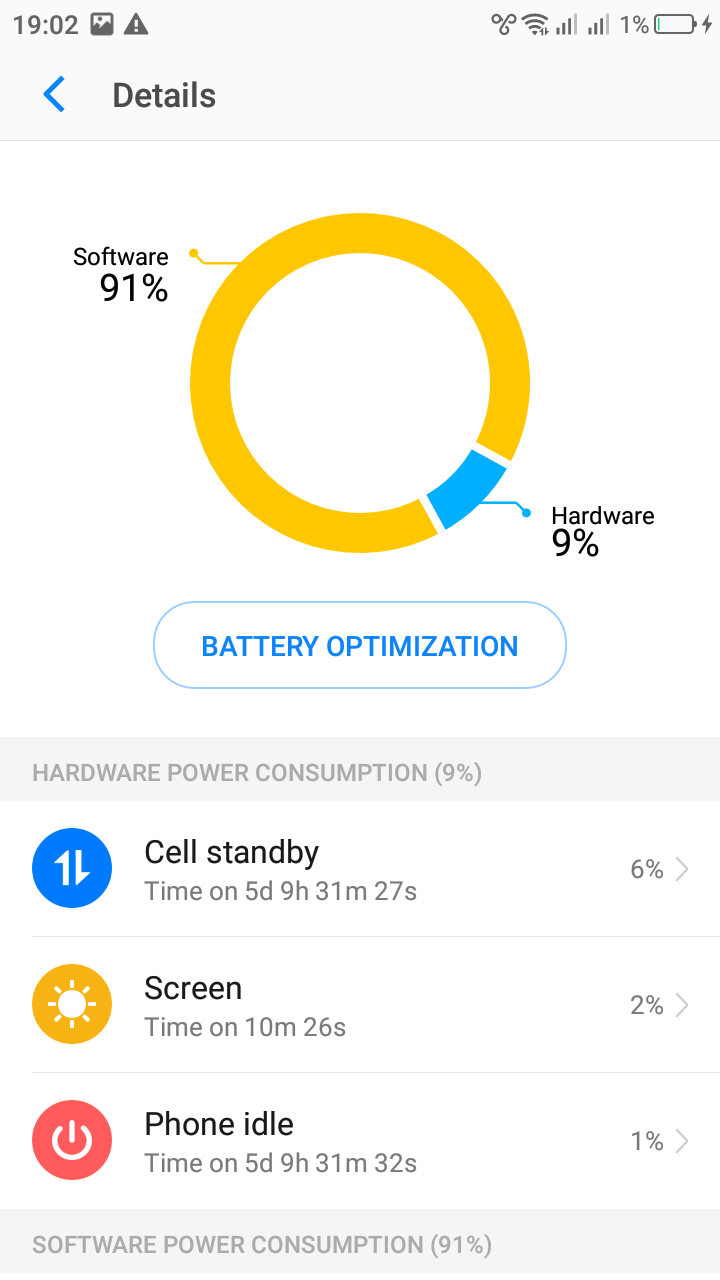 19:02 1%
Details
Software
91%
Hardware
9%
BATTERY OPTIMIZATION
HARDWARE POWER CONSUMPTION (9%)
Cell standby
Time on 5d 9h 31m 27s
6%
Screen
Time on 10m 26s
2%
Phone idle
Time on 5d 9h 31m 32s
1%
SOFTWARE POWER CONSUMPTION (91%)